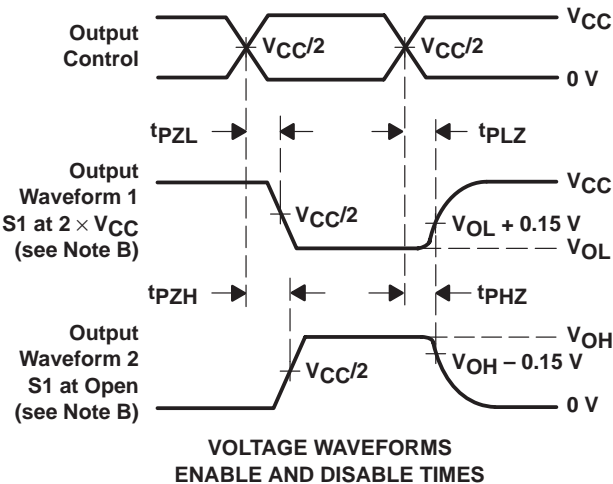 Output
Control
VCC/2
VCC/2
VCC
0 V
tPZL
tPLZ
Output
Waveform 1
S1 at 2 × VCC
(see Note B)
VCC/2
VCC
VOL + 0.15 V
VOL
tPZH
tPHZ
Output
Waveform 2
S1 at Open
(see Note B)
VCC/2
VOH
VOH – 0.15 V
0 V
VOLTAGE WAVEFORMS
ENABLE AND DISABLE TIMES